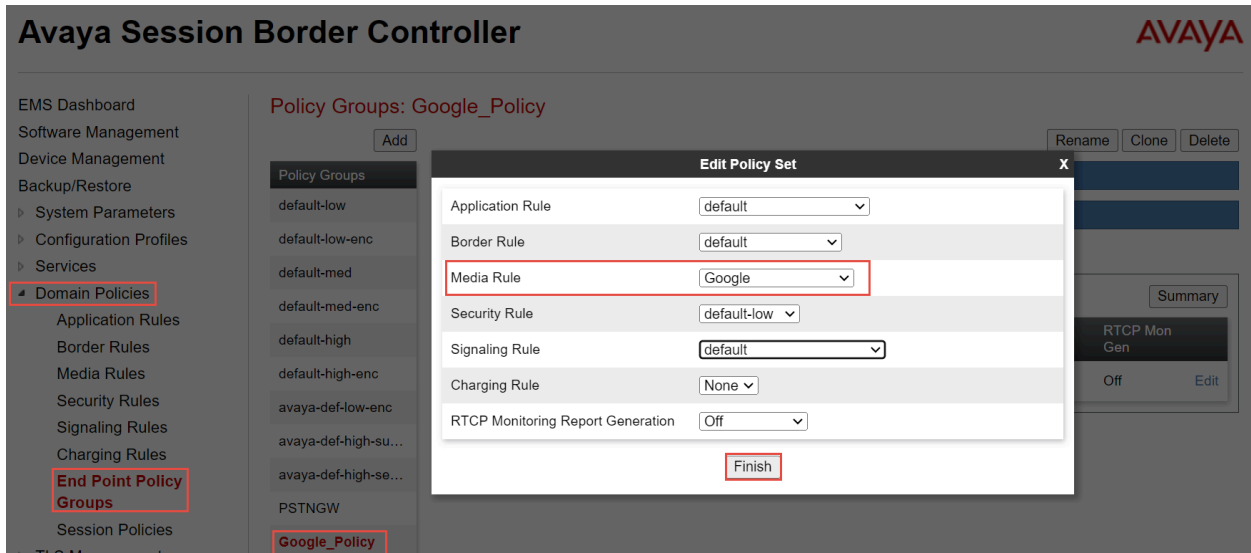 Avaya Session Border Controller
AVAYA
EMS Dashboard
Software Management
Device Management
Backup/Restore
System Parameters
Configuration Profiles
Services
Domain Policies
Application Rules
Border Rules
Media Rules
Security Rules
Signaling Rules
Charging Rules
End Point Policy
Groups
Session Policies
Policy Groups: Google_Policy
Add
Rename Clone Delete
Policy Groups
default-low
default-low-enc
default-med
default-med-enc
default-high
default-high-enc
avaya-def-low-enc
avaya-def-high-su...
avaya-def-high-se...
PSTNGW
Google_Policy
Edit Policy Set X
Application Rule default
Border Rule default
Media Rule Google
Security Rule default-low
Signaling Rule default
Charging Rule None
RTCP Monitoring Report Generation Off
Finish
Summary
RTCP Mon
Gen
Off Edit